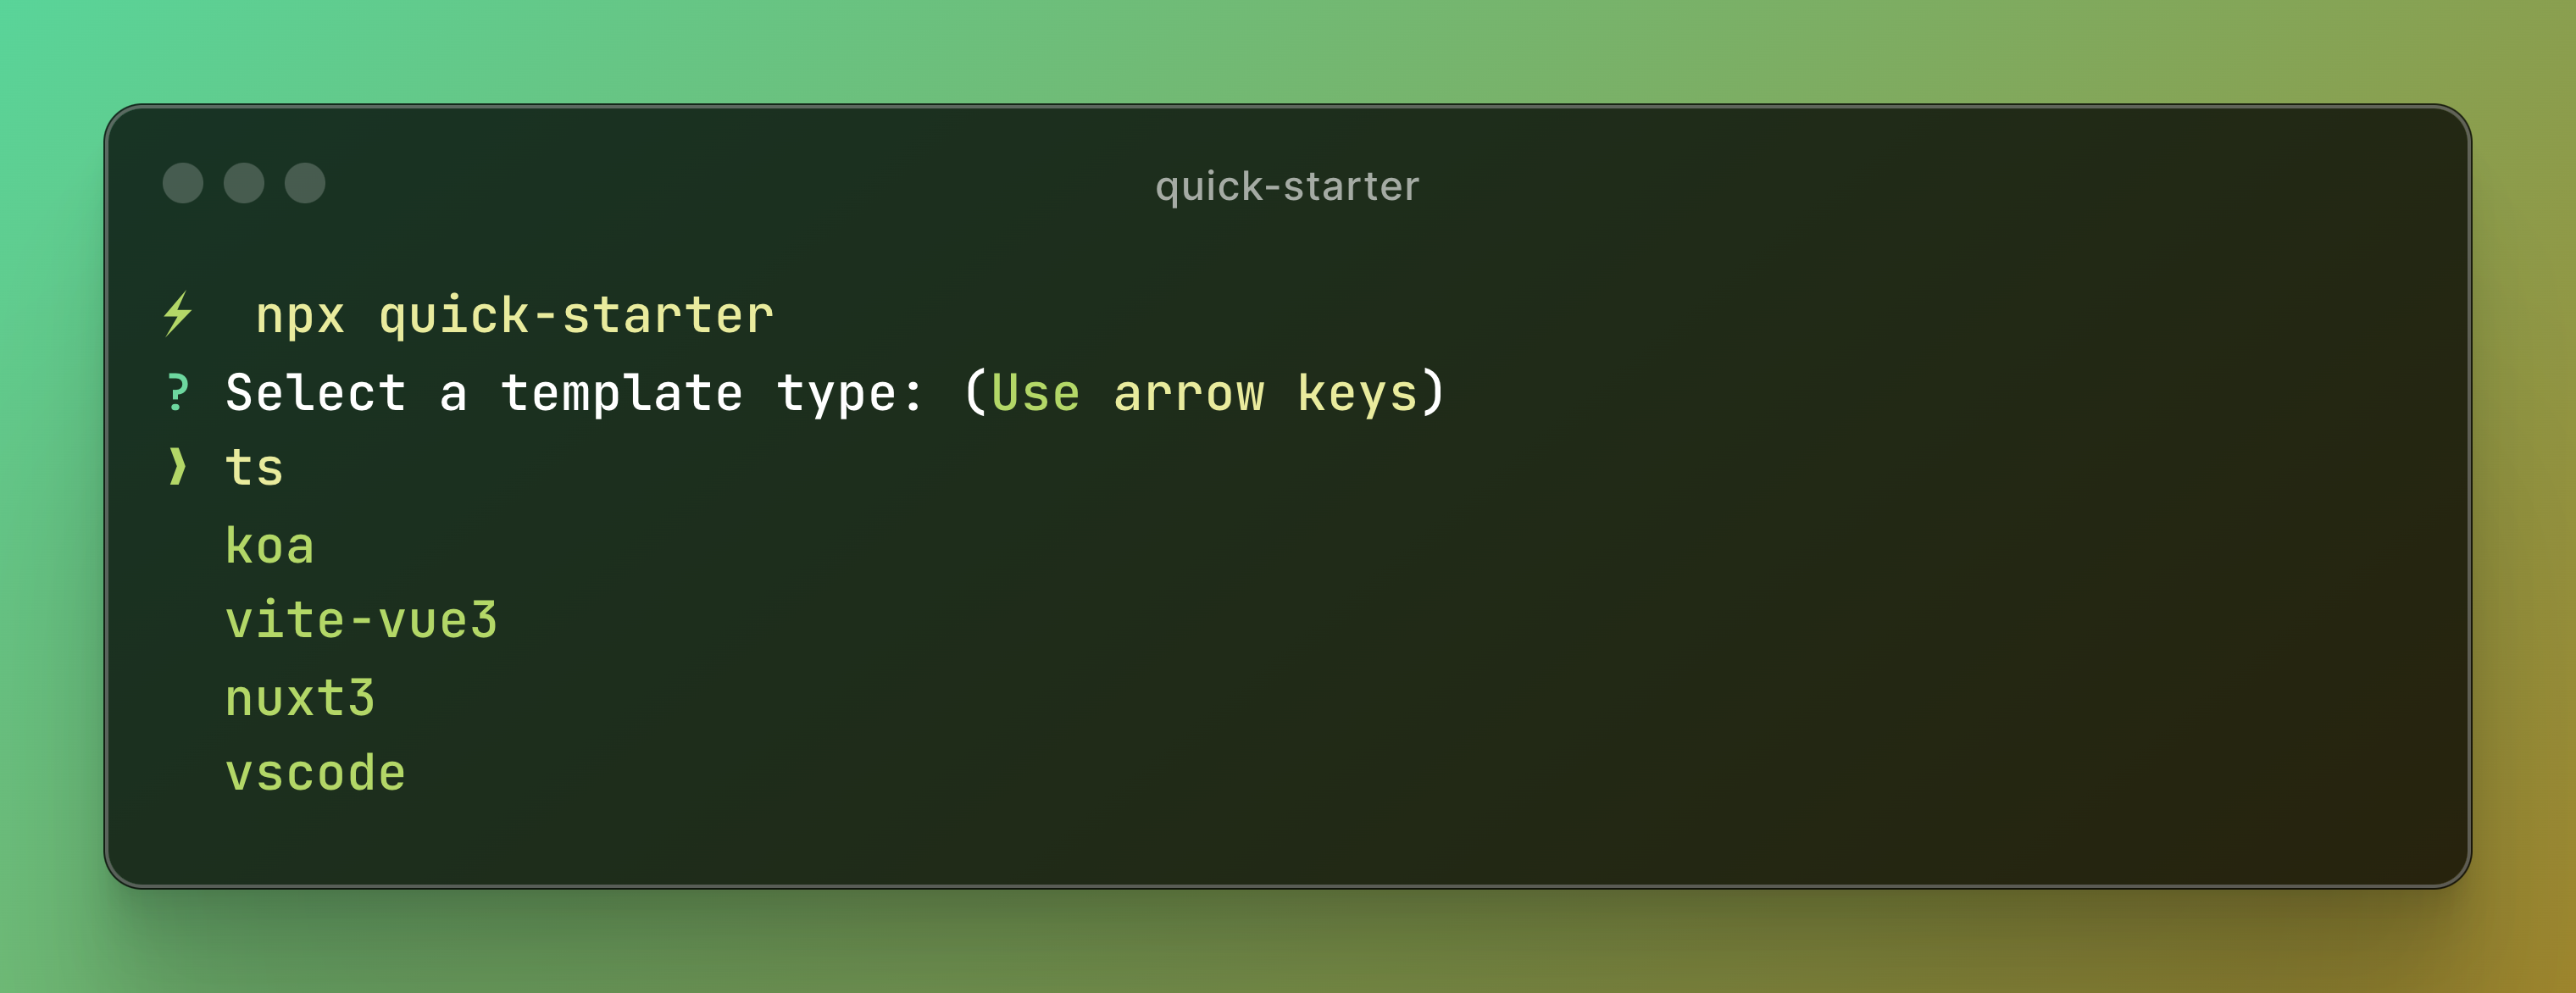 quick-starter
⚡ npx quick-starter
? Select a template type: (Use arrow keys)
❯ ts
koa
vite-vue3
nuxt3
vscode